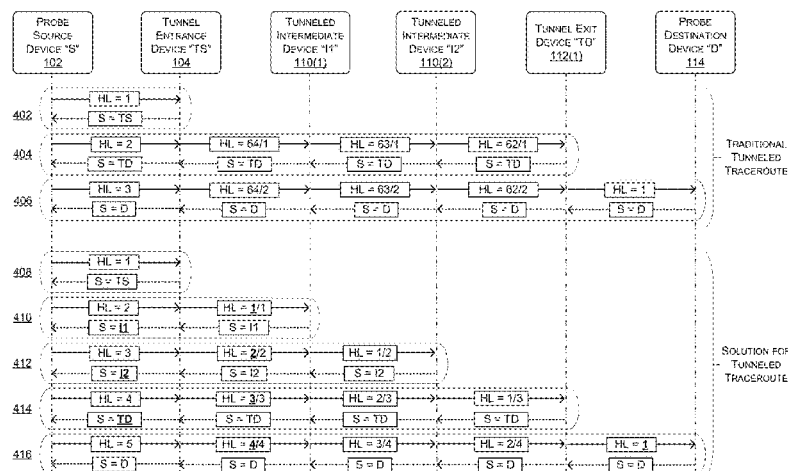 PROBE SOURCE DEVICE "S" 102
TUNNEL ENTRANCE DEVICE "TS" 104
TUNNELED INTERMEDIATE DEVICE "I1" 110(1)
TUNNELED INTERMEDIATE DEVICE "I2" 110(2)
TUNNEL EXIT DEVICE "TD" 112(1)
PROBE DESTINATION DEVICE "D" 114
402
HL = 1
S = TS
404
HL = 2 HL = 64/1 HL = 63/1 HL = 62/1
S = TD S = TD S = TD S = TD
406
HL = 3 HL = 64/2 HL = 63/2 HL = 62/2 HL = 1
S = D S = D S = D S = D S = D
TRADITIONAL TUNNELED TRACEROUTE
408
HL = 1
S = TS
410
HL = 2 HL = 1/1
S = I1 S = I1
412
HL = 3 HL = 2/2 HL = 1/2
S = I2 S = I2 S = I2
414
HL = 4 HL = 3/3 HL = 2/3 HL = 1/3
S = TD S = TD S = TD S = TD
416
HL = 5 HL = 4/4 HL = 3/4 HL = 2/4 HL = 1
S = D S = D S = D S = D S = D
SOLUTION FOR TUNNELED TRACEROUTE